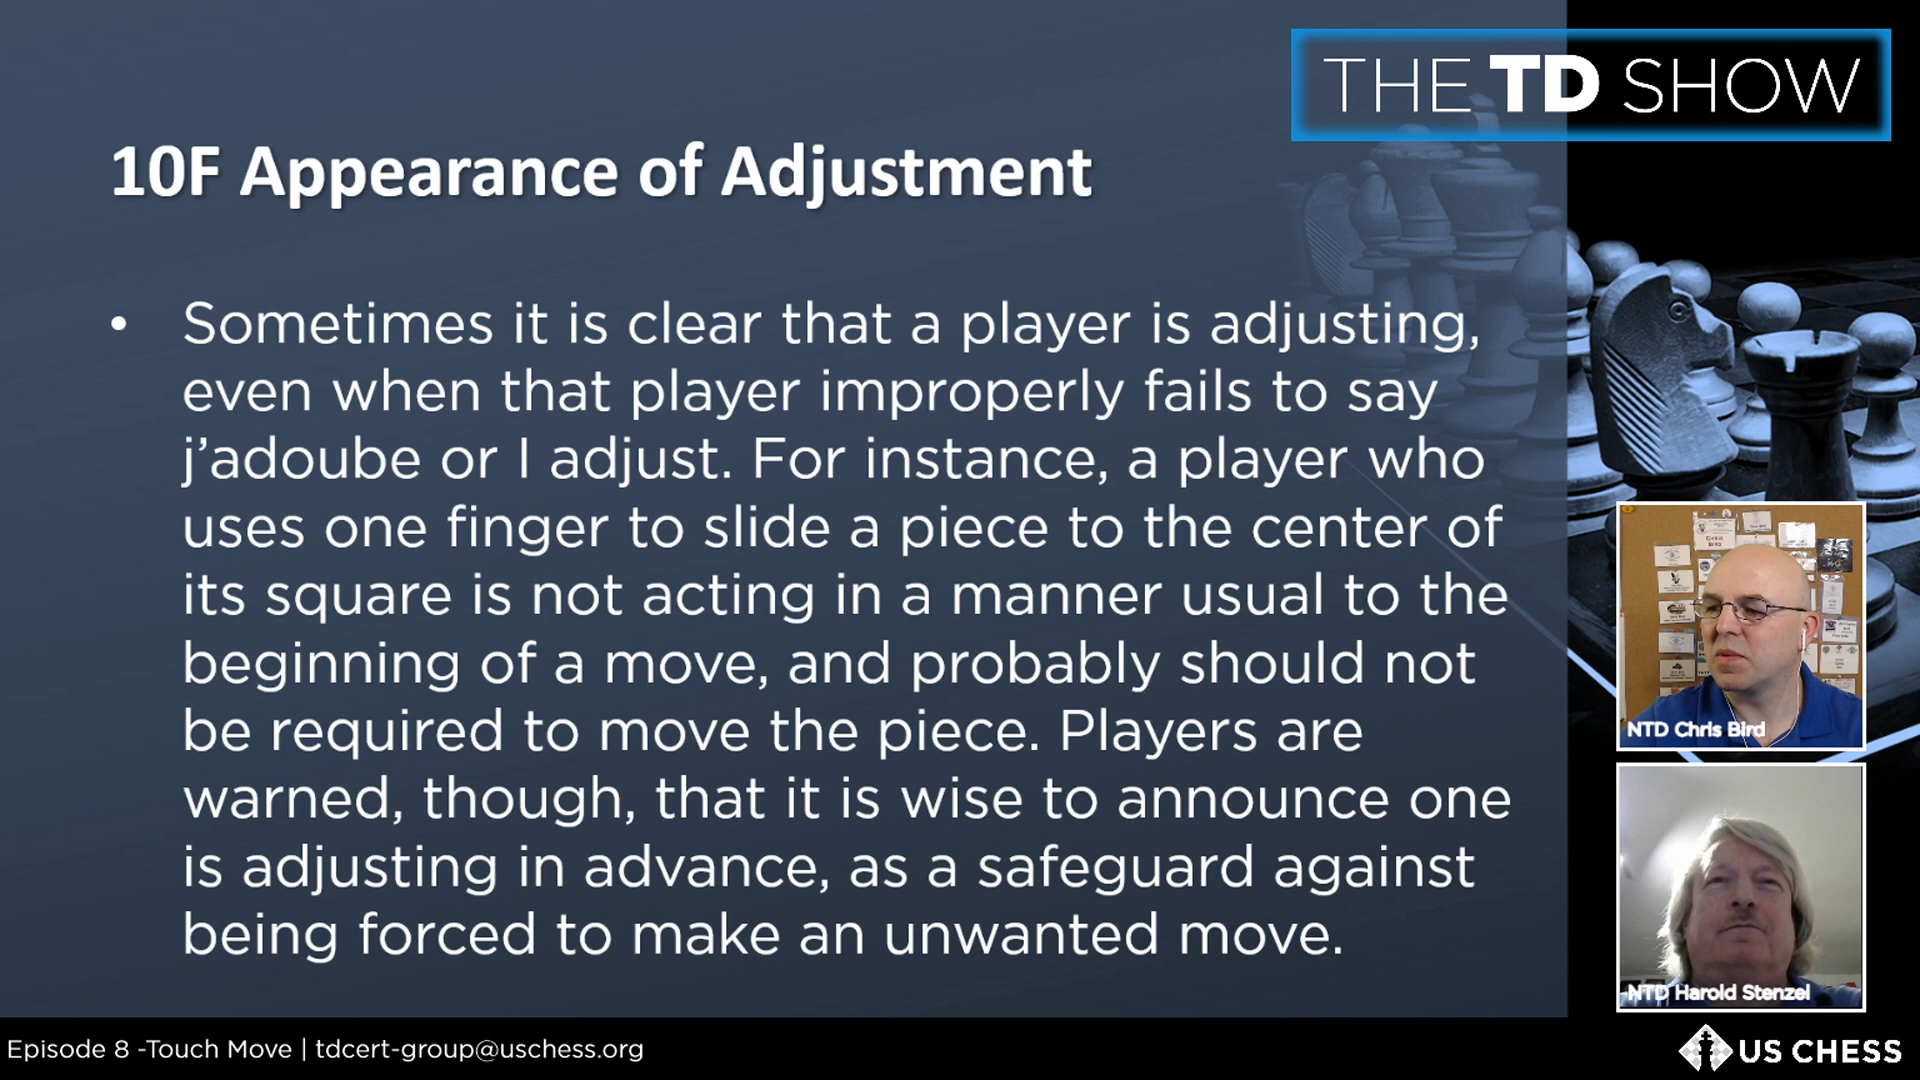 THE TD SHOW
10F Appearance of Adjustment
• Sometimes it is clear that a player is adjusting,
even when that player improperly fails to say
j’adoube or I adjust. For instance, a player who
uses one finger to slide a piece to the center of
its square is not acting in a manner usual to the
beginning of a move, and probably should not
be required to move the piece. Players are
warned, though, that it is wise to announce one
is adjusting in advance, as a safeguard against
being forced to make an unwanted move.
NTD Chris Bird
NTD Harold Stenzel
Episode 8 -Touch Move | tdcert-group@uschess.org
US CHESS